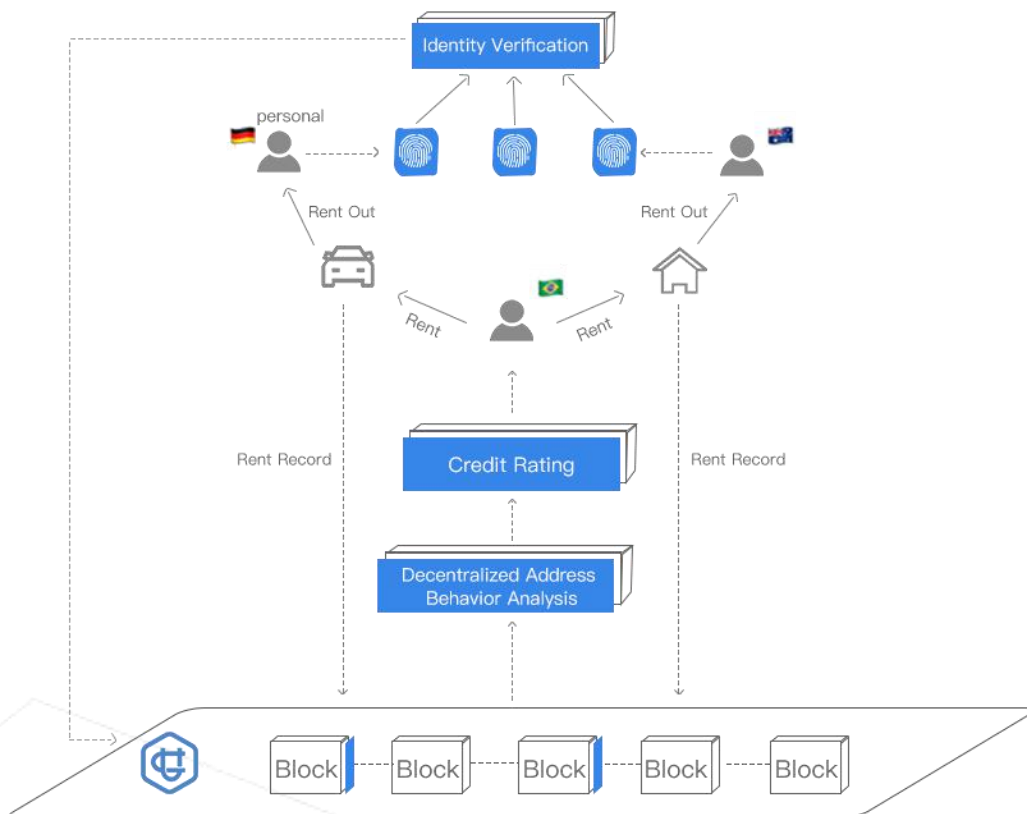 Identity Verification
personal
Rent Out
Rent Out
Rent
Rent
Rent Record
Rent Record
Credit Rating
Decentralized Address
Behavior Analysis
Block
Block
Block
Block
Block